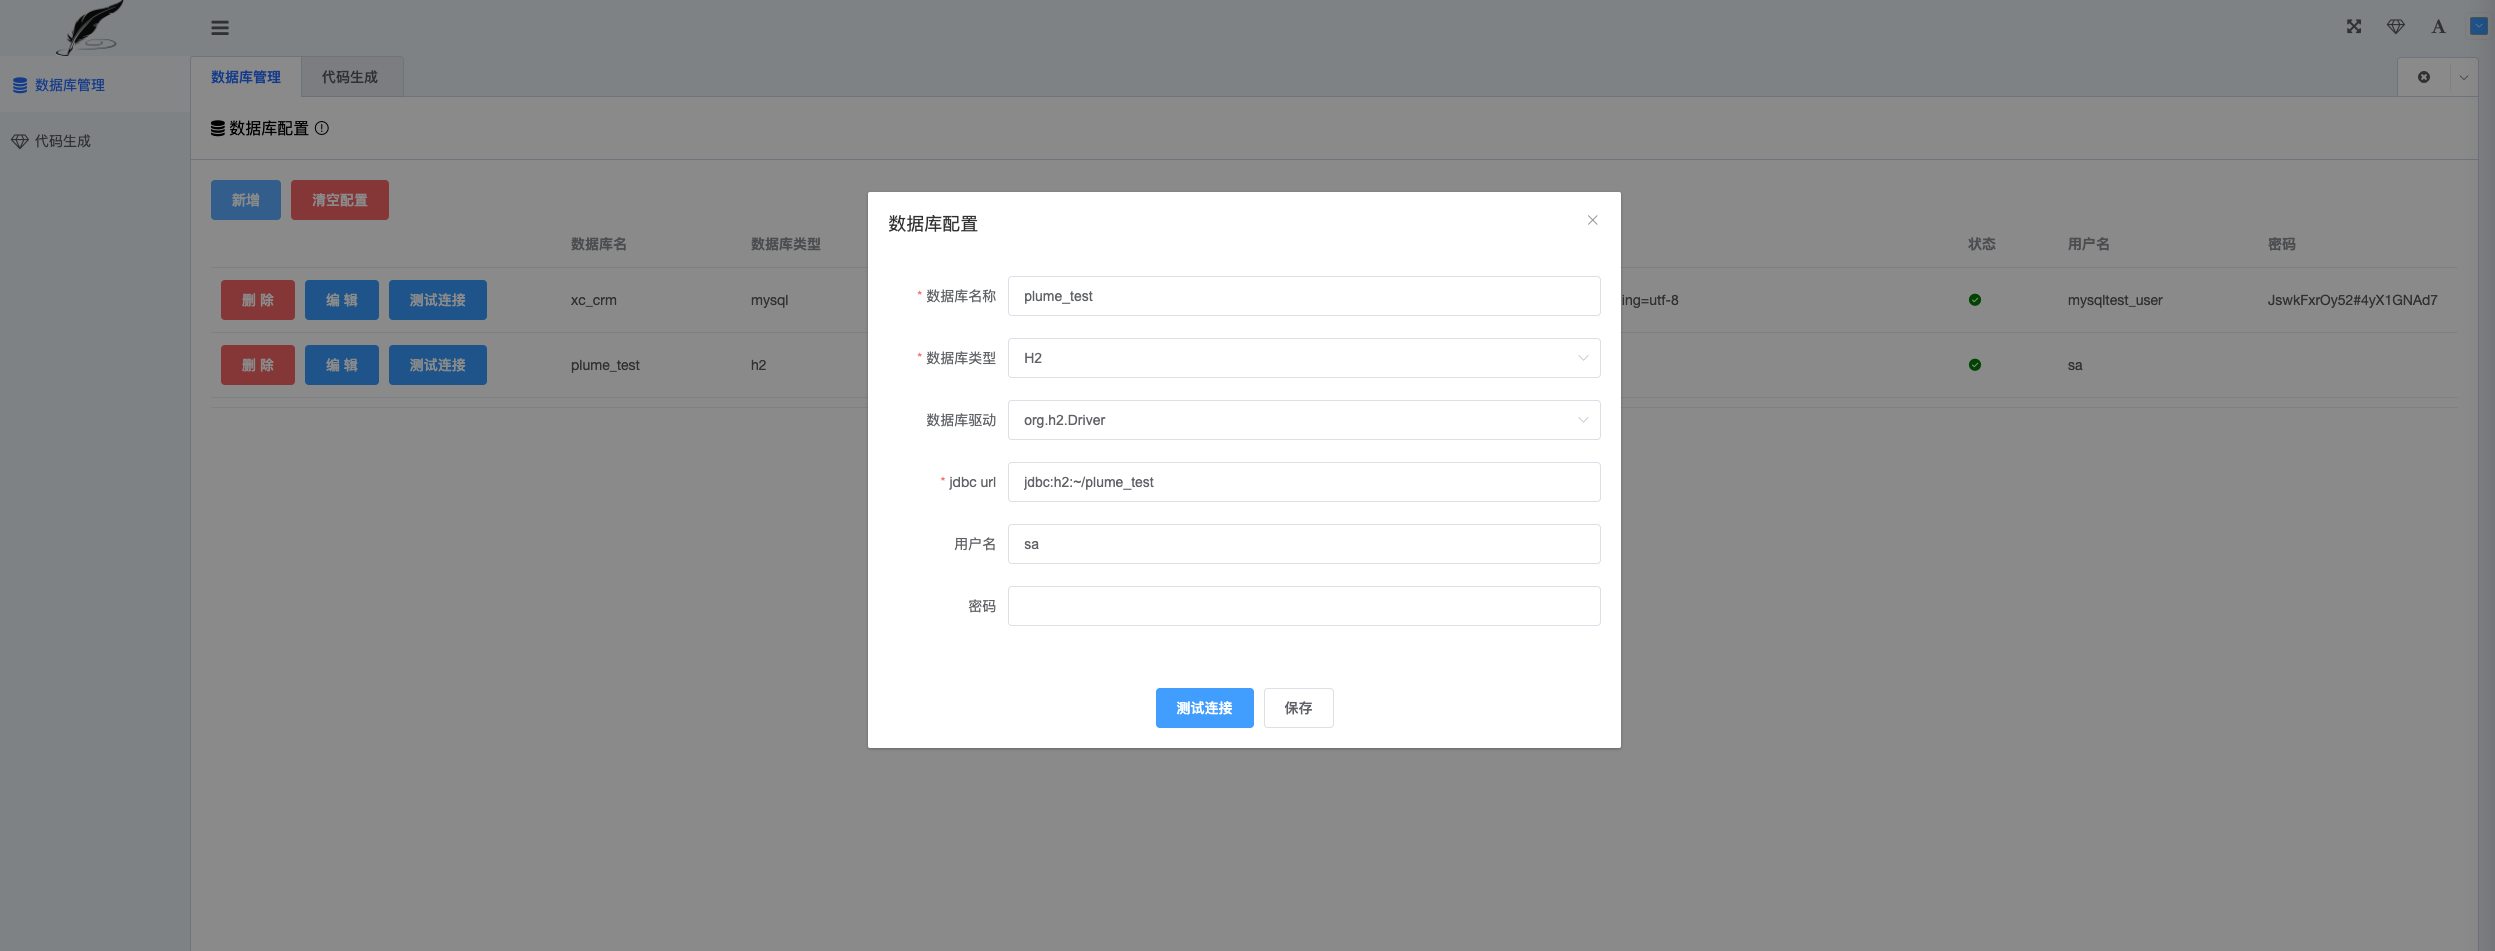 数据库管理
代码生成
数据库管理
代码生成
数据库配置
新增
清空配置
数据库名
数据库类型
状态
用户名
密码
删 除
编 辑
测试连接
xc_crm
mysql
ing=utf-8
mysqltest_user
JswkFxrOy52#4yX1GNAd7
删 除
编 辑
测试连接
plume_test
h2
sa
数据库配置
* 数据库名称
plume_test
* 数据库类型
H2
数据库驱动
org.h2.Driver
* jdbc url
jdbc:h2:~/plume_test
用户名
sa
密码
测试连接
保存